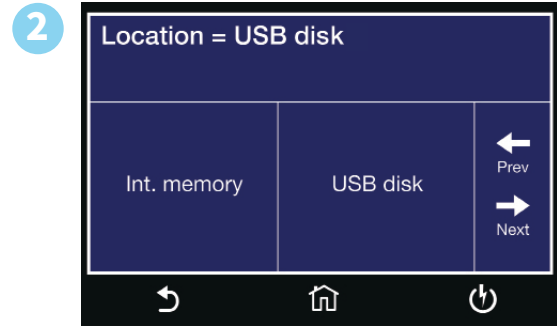 2
Location = USB disk
Int. memory
USB disk
Prev
Next